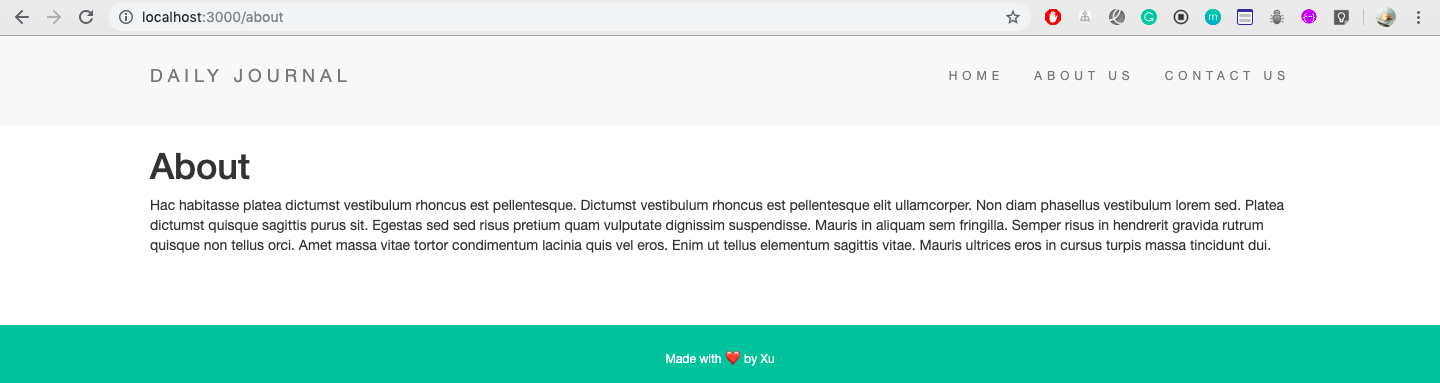 localhost:3000/about
DAILY JOURNAL
HOME ABOUT US CONTACT US
About
Hac habitasse platea dictumst vestibulum rhoncus est pellentesque. Dictumst vestibulum rhoncus est pellentesque elit ullamcorper. Non diam phasellus vestibulum lorem sed. Platea
dictumst quisque sagittis purus sit. Egestas sed sed risus pretium quam vulputate dignissim suspendisse. Mauris in aliquam sem fringilla. Semper risus in hendrerit gravida rutrum
quisque non tellus orci. Amet massa vitae tortor condimentum lacinia quis vel eros. Enim ut tellus elementum sagittis vitae. Mauris ultrices eros in cursus turpis massa tincidunt dui.
Made with ❤️ by Xu